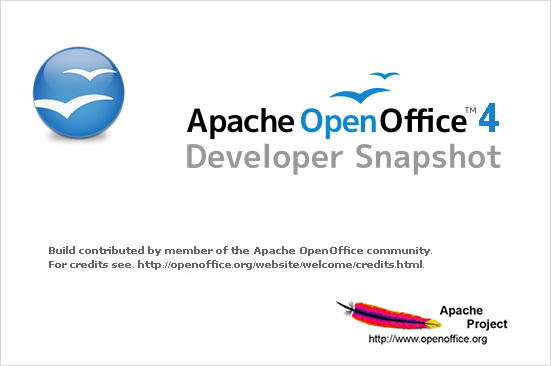 Apache OpenOffice™ 4
Developer Snapshot
Build contributed by member of the Apache OpenOffice community.
For credits see. http://openoffice.org/website/welcome/credits.html.
Apache
Project
http://www.openoffice.org